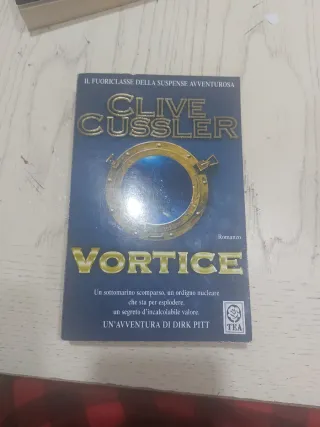 IL FUORICLASSE DELLA SUSPENSE AVVENTUROSA
CLIVE
CUSSLER
Romanzo
VORTICE
Un sottomarino scomparso, un ordigno nucleare
che sta per esplodere,
un segreto d'incalcolabile valore.
UN'AVVENTURA DI DIRK PITT
TEA